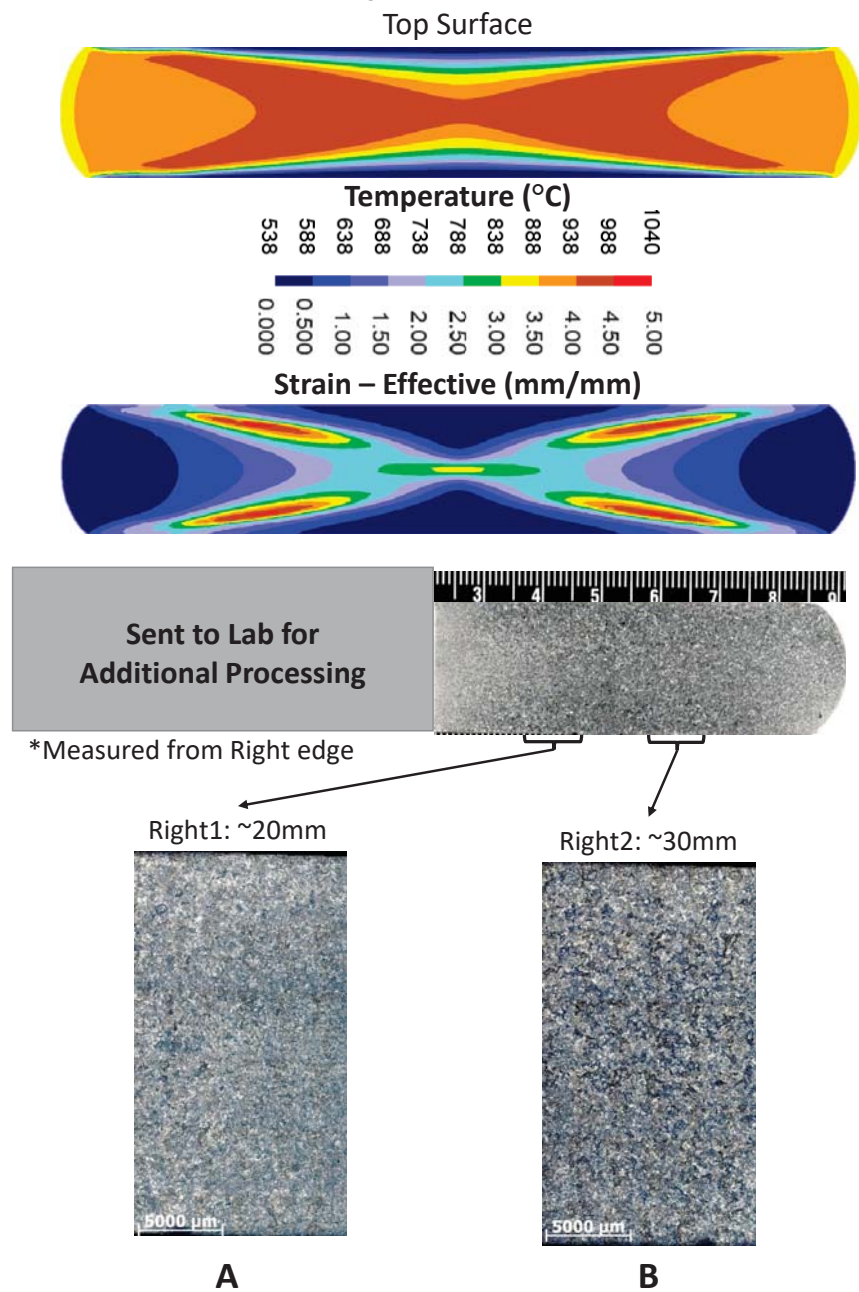 Top Surface
Temperature (°C)
538 588 638 688 738 788 838 888 938 988 1040
0.000 0.500 1.00 1.50 2.00 2.50 3.00 3.50 4.00 4.50 5.00
Strain – Effective (mm/mm)
3 4 5 6 7 8 9
Sent to Lab for
Additional Processing
*Measured from Right edge
Right1: ~20mm
Right2: ~30mm
5000 µm
5000 µm
A
B